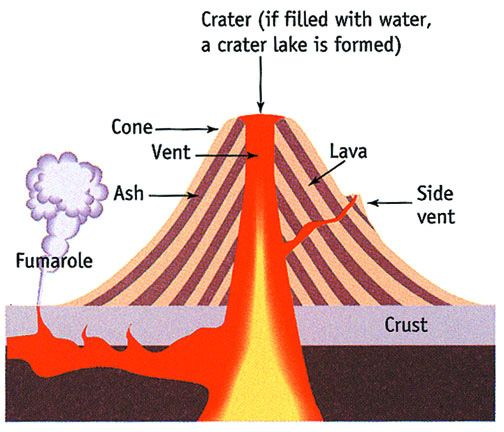 Crater (if filled with water,
a crater lake is formed)
Cone
Vent
Lava
Ash
Side
vent
Fumarole
Crust